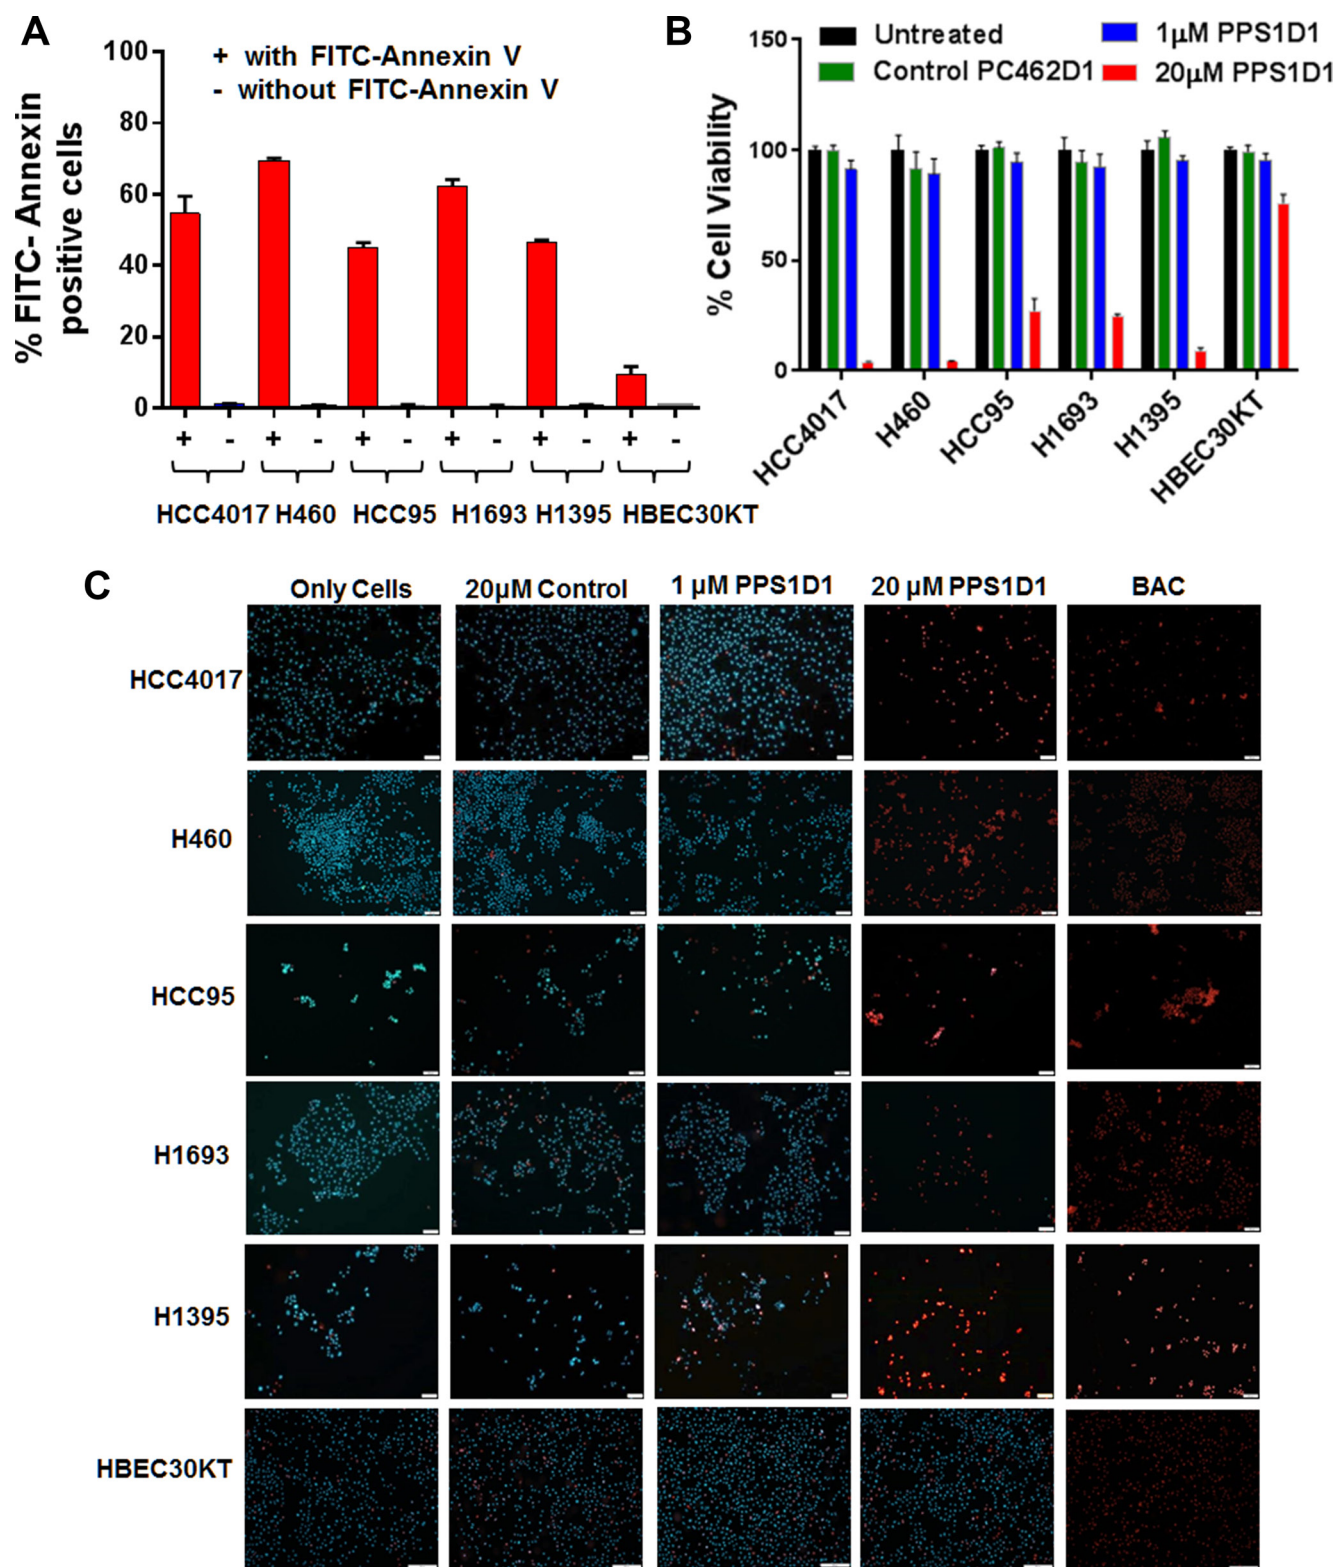 A
100
80
60
40
20
0
% FITC- Annexin
positive cells
+ with FITC-Annexin V
- without FITC-Annexin V
+ - + - + - + - + - + -
HCC4017 H460 HCC95 H1693 H1395 HBEC30KT
B
150
100
50
0
% Cell Viability
Untreated
1µM PPS1D1
Control PC462D1
20µM PPS1D1
HCC4017
H460
HCC95
H1693
H1395
HBEC30KT
C
Only Cells 20µM Control 1 µM PPS1D1 20 µM PPS1D1 BAC
HCC4017
H460
HCC95
H1693
H1395
HBEC30KT